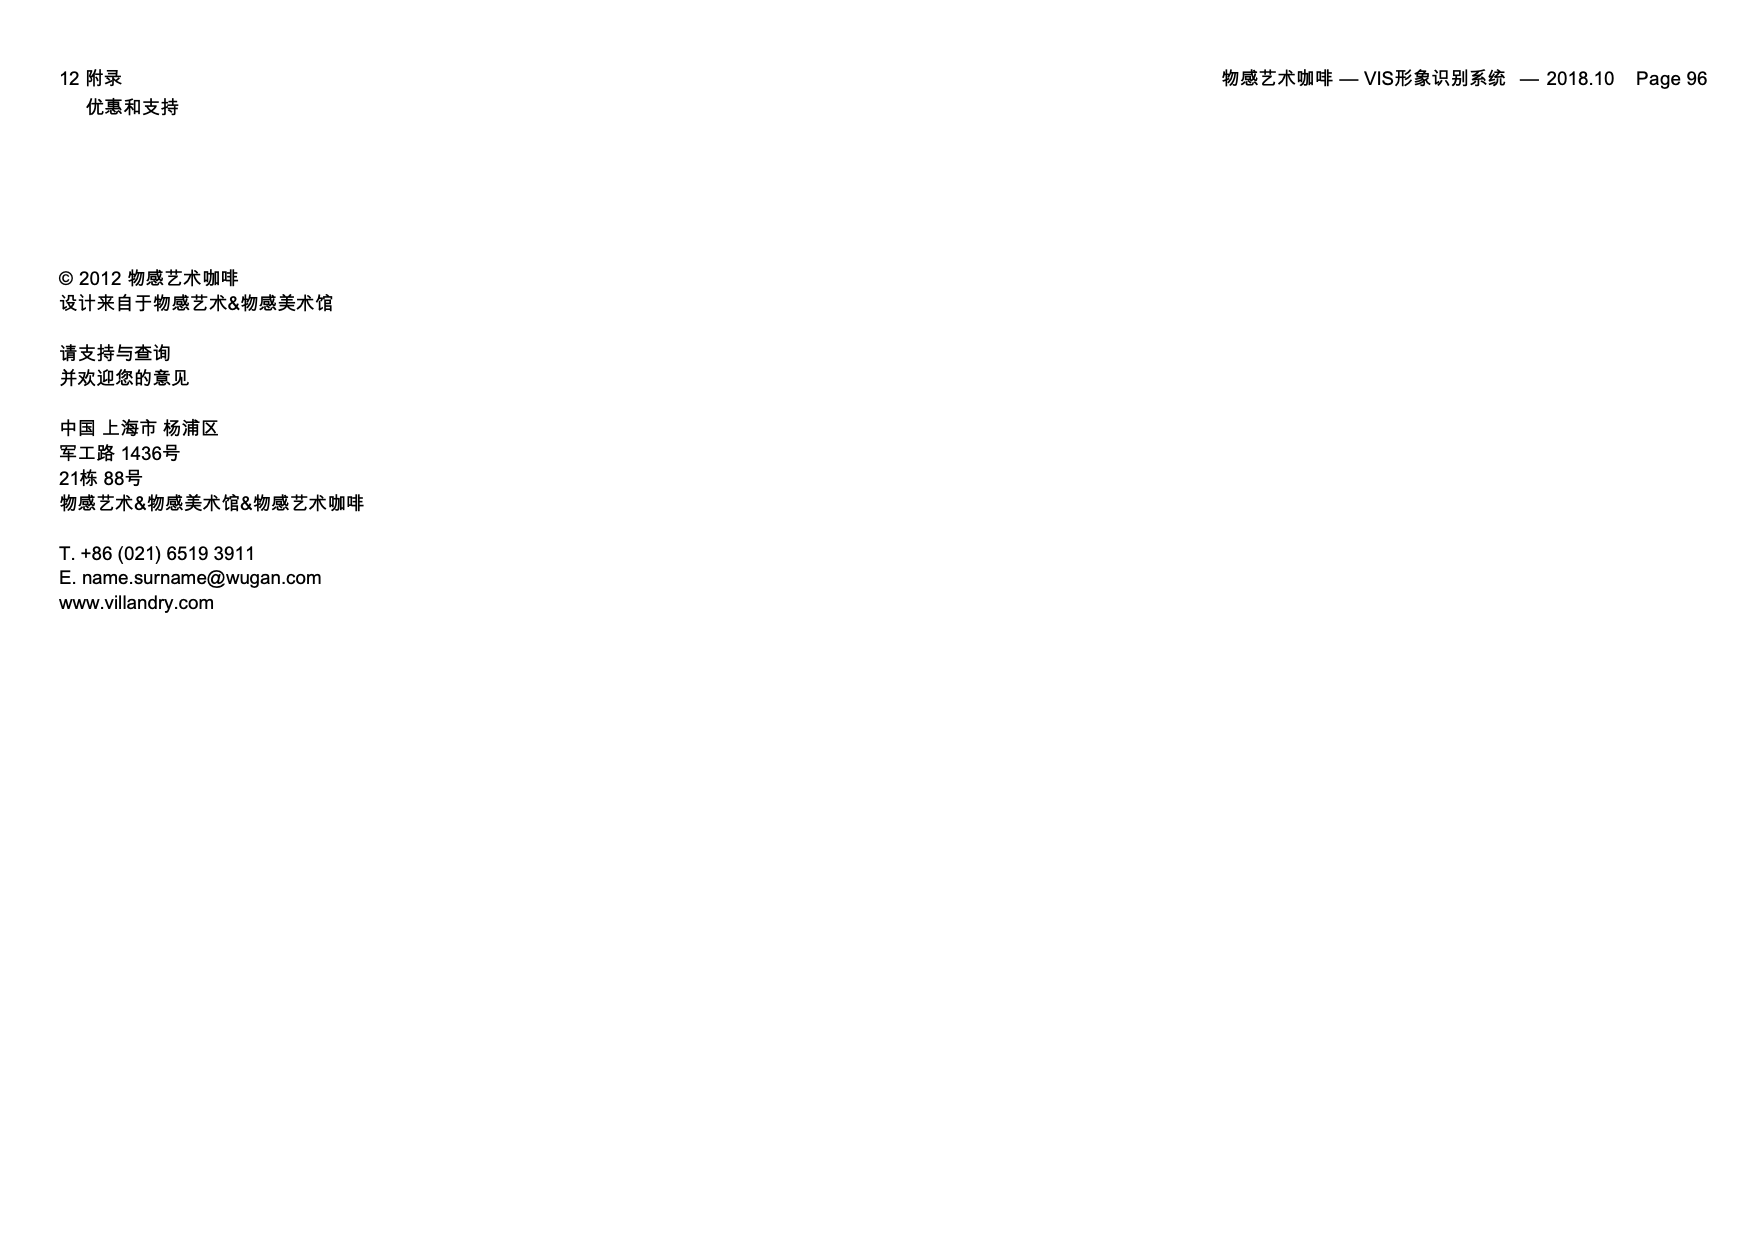 12 附录
优惠和支持
物感艺术咖啡 — VIS形象识别系统 — 2018.10 Page 96
© 2012 物感艺术咖啡
设计来自于物感艺术&物感美术馆
请支持与查询
并欢迎您的意见
中国 上海市 杨浦区
军工路 1436号
21栋 88号
物感艺术&物感美术馆&物感艺术咖啡
T. +86 (021) 6519 3911
E. name.surname@wugan.com
www.villandry.com